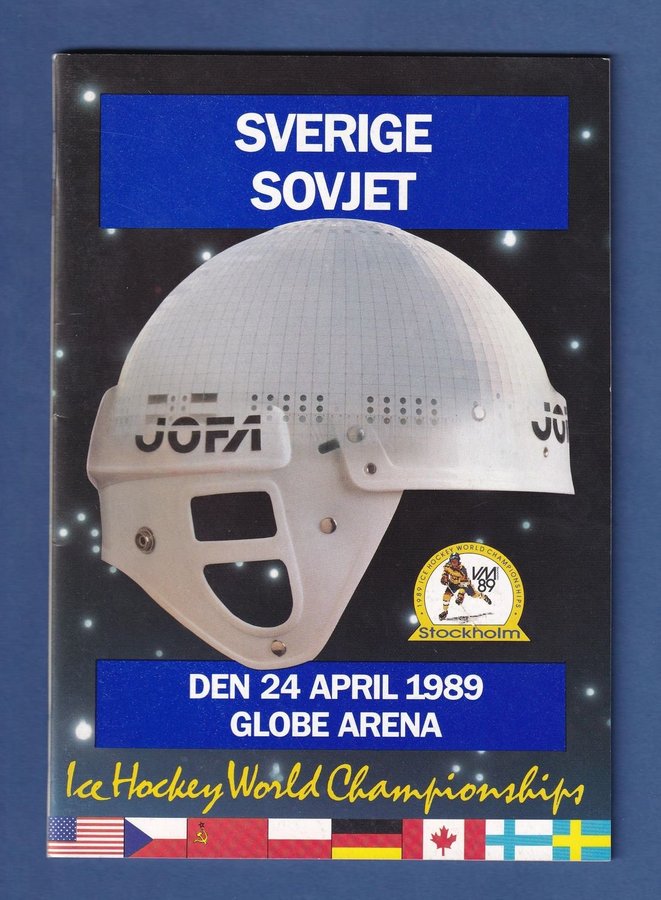 SVERIGE
SOVJET
JOFA
JO
1989 ICE HOCKEY WORLD CHAMPIONSHIPS
VM
89
Stockholm
DEN 24 APRIL 1989
GLOBE ARENA
Ice Hockey World Championships